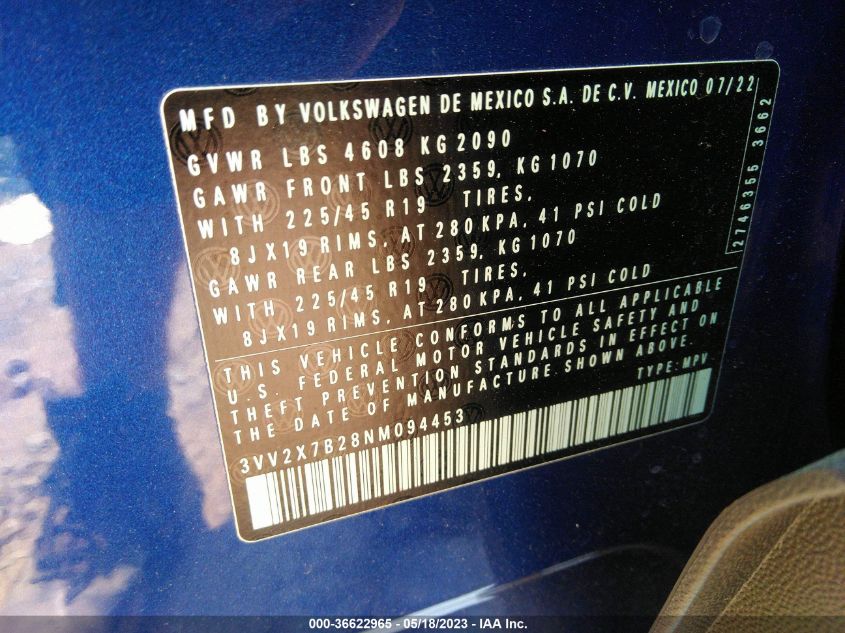 MFD BY VOLKSWAGEN DE MEXICO S.A. DE C.V. MEXICO 07/22
GVWR LBS 4608 KG 2090
GAWR FRONT LBS 2359, KG 1070
WITH 225/45 R19 TIRES,
8JX19 RIMS, AT 280 KPA, 41 PSI COLD
GAWR REAR LBS 2359, KG 1070
WITH 225/45 R19 TIRES,
8JX19 RIMS, AT 280 KPA, 41 PSI COLD
2746355 3662
THIS VEHICLE CONFORMS TO ALL APPLICABLE
U.S. FEDERAL MOTOR VEHICLE SAFETY AND
THEFT PREVENTION STANDARDS IN EFFECT ON
THE DATE OF MANUFACTURE SHOWN ABOVE.
TYPE: MPV
3VV2X7B28NM094453
000-36622965 - 05/18/2023 - IAA Inc.